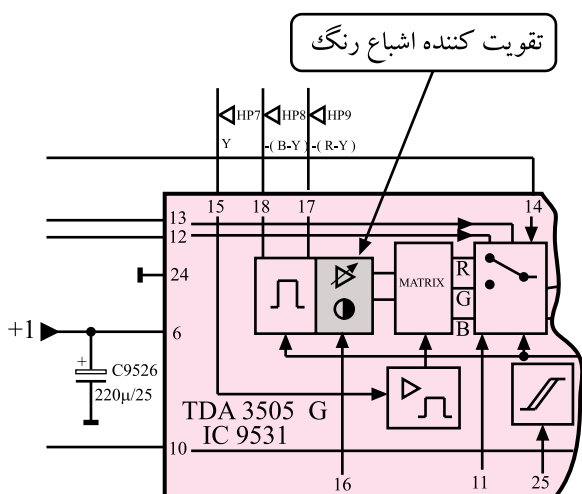 تقویت کننده اشباع رنگ
HP7 HP8 HP9
Y -( B-Y ) -( R-Y )
15 18 17 14
13
12
24
MATRIX
R
G
B
+1
6
+ C9526
220µ/25
TDA 3505 G
IC 9531
10
16 11 25